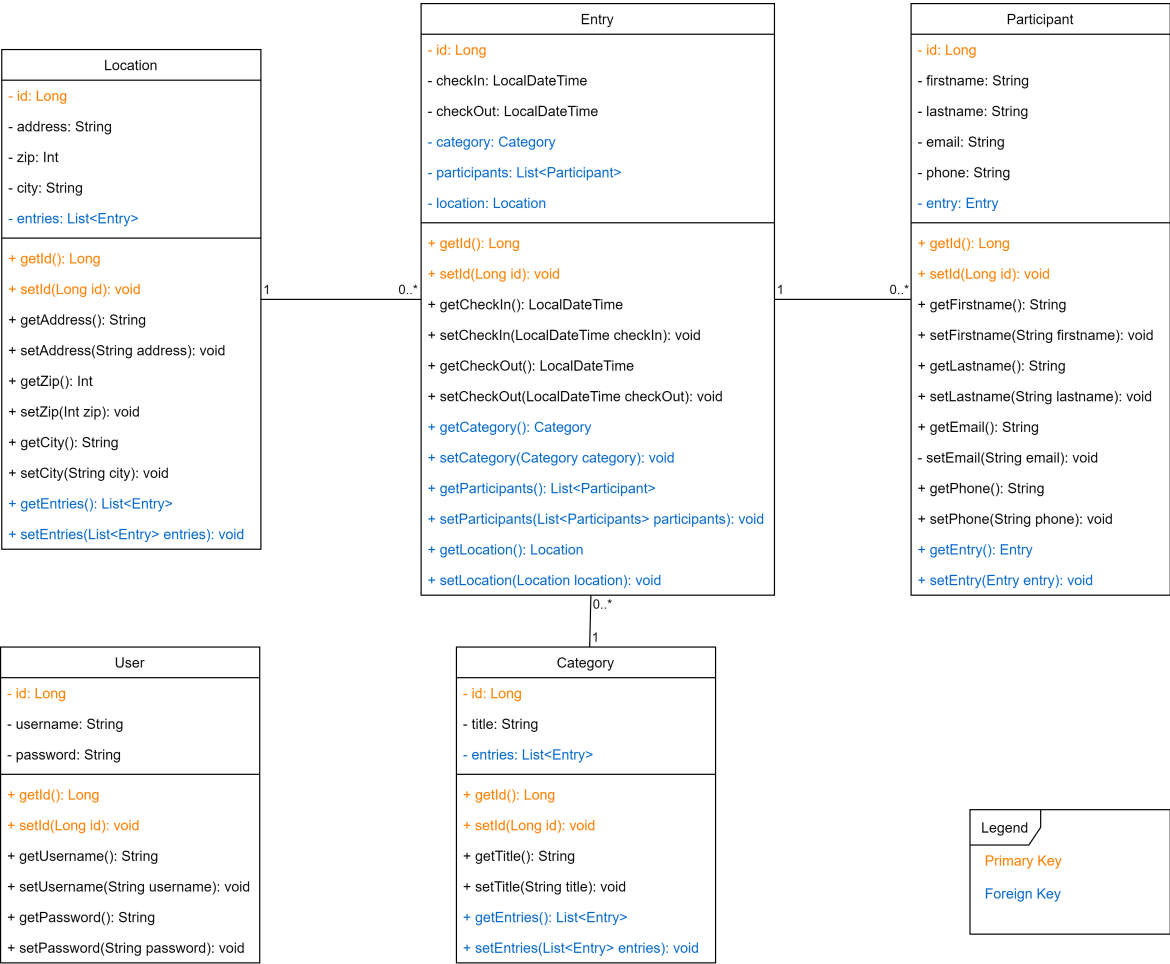 Location
- id: Long
- address: String
- zip: Int
- city: String
- entries: List<Entry>
+ getId(): Long
+ setId(Long id): void
+ getAddress(): String
+ setAddress(String address): void
+ getZip(): Int
+ setZip(Int zip): void
+ getCity(): String
+ setCity(String city): void
+ getEntries(): List<Entry>
+ setEntries(List<Entry> entries): void
1
0..*
Entry
- id: Long
- checkIn: LocalDateTime
- checkOut: LocalDateTime
- category: Category
- participants: List<Participant>
- location: Location
+ getId(): Long
+ setId(Long id): void
+ getCheckIn(): LocalDateTime
+ setCheckIn(LocalDateTime checkIn): void
+ getCheckOut(): LocalDateTime
+ setCheckOut(LocalDateTime checkOut): void
+ getCategory(): Category
+ setCategory(Category category): void
+ getParticipants(): List<Participant>
+ setParticipants(List<Participants> participants): void
+ getLocation(): Location
+ setLocation(Location location): void
1
0..*
Participant
- id: Long
- firstname: String
- lastname: String
- email: String
- phone: String
- entry: Entry
+ getId(): Long
+ setId(Long id): void
+ getFirstname(): String
+ setFirstname(String firstname): void
+ getLastname(): String
+ setLastname(String lastname): void
+ getEmail(): String
- setEmail(String email): void
+ getPhone(): String
+ setPhone(String phone): void
+ getEntry(): Entry
+ setEntry(Entry entry): void
0..*
1
User
- id: Long
- username: String
- password: String
+ getId(): Long
+ setId(Long id): void
+ getUsername(): String
+ setUsername(String username): void
+ getPassword(): String
+ setPassword(String password): void
Category
- id: Long
- title: String
- entries: List<Entry>
+ getId(): Long
+ setId(Long id): void
+ getTitle(): String
+ setTitle(String title): void
+ getEntries(): List<Entry>
+ setEntries(List<Entry> entries): void
Legend
Primary Key
Foreign Key